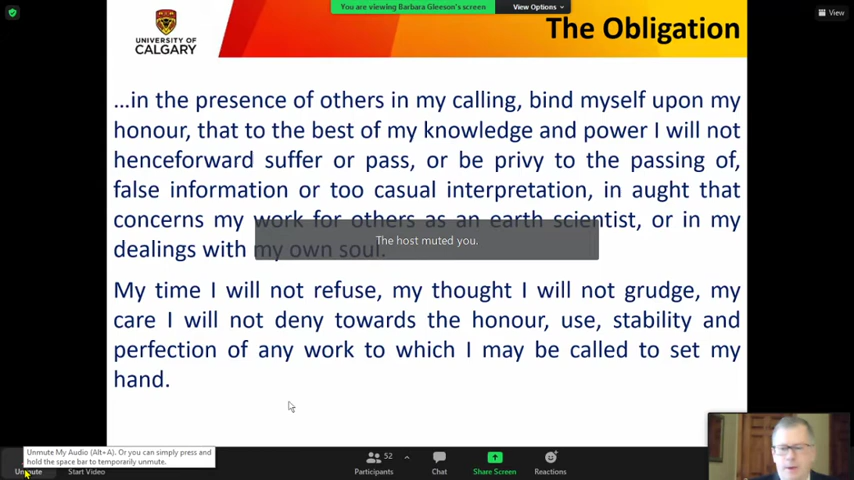 You are viewing Barbara Gleeson's screen
View Options
View
UNIVERSITY OF
CALGARY
The Obligation
...in the presence of others in my calling, bind myself upon my
honour, that to the best of my knowledge and power I will not
henceforward suffer or pass, or be privy to the passing of,
false information or too casual interpretation, in aught that
concerns my work for others as an earth scientist, or in my
dealings with my own soul.
The host muted you.
My time I will not refuse, my thought I will not grudge, my
care I will not deny towards the honour, use, stability and
perfection of any work to which I may be called to set my
hand.
Unmute My Audio (Alt+A). Or you can simply press and
hold the space bar to temporarily unmute.
Unmute
Start Video
52
Participants
Chat
Share Screen
Reactions